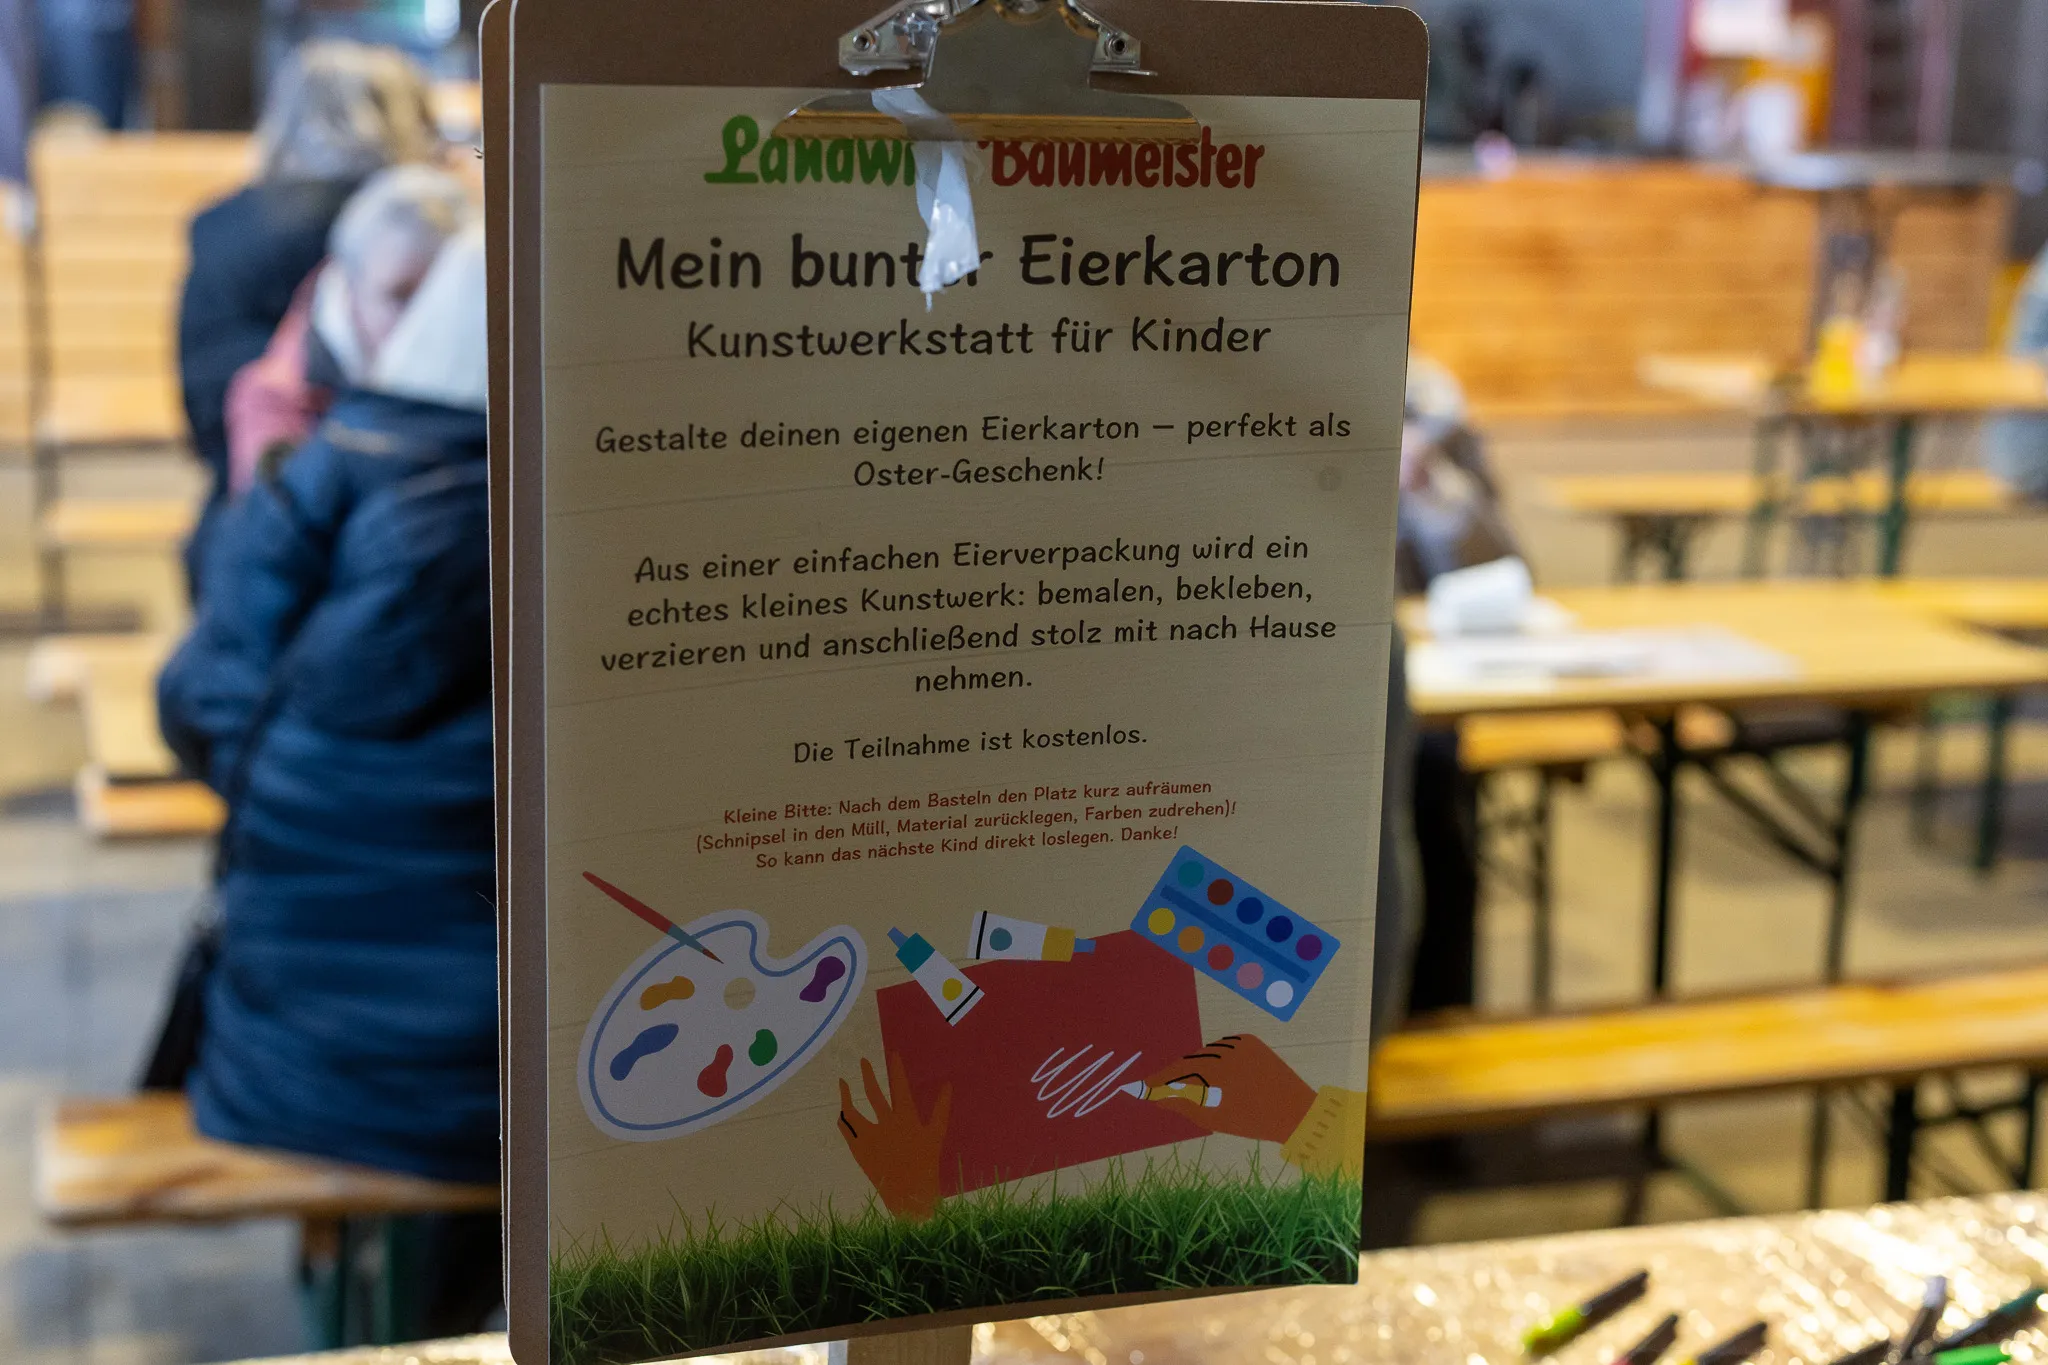 Baumeister
Mein bunter Eierkarton
Kunstwerkstatt für Kinder
Gestalte deinen eigenen Eierkarton – perfekt als
Oster-Geschenk!
Aus einer einfachen Eierverpackung wird ein
echtes kleines Kunstwerk: bemalen, bekleben,
verzieren und anschließend stolz mit nach Hause
nehmen.
Die Teilnahme ist kostenlos.
Kleine Bitte: Nach dem Basteln den Platz kurz aufräumen
(Schnipsel in den Müll, Material zurücklegen, Farben zudrehen)!
So kann das nächste Kind direkt loslegen. Danke!